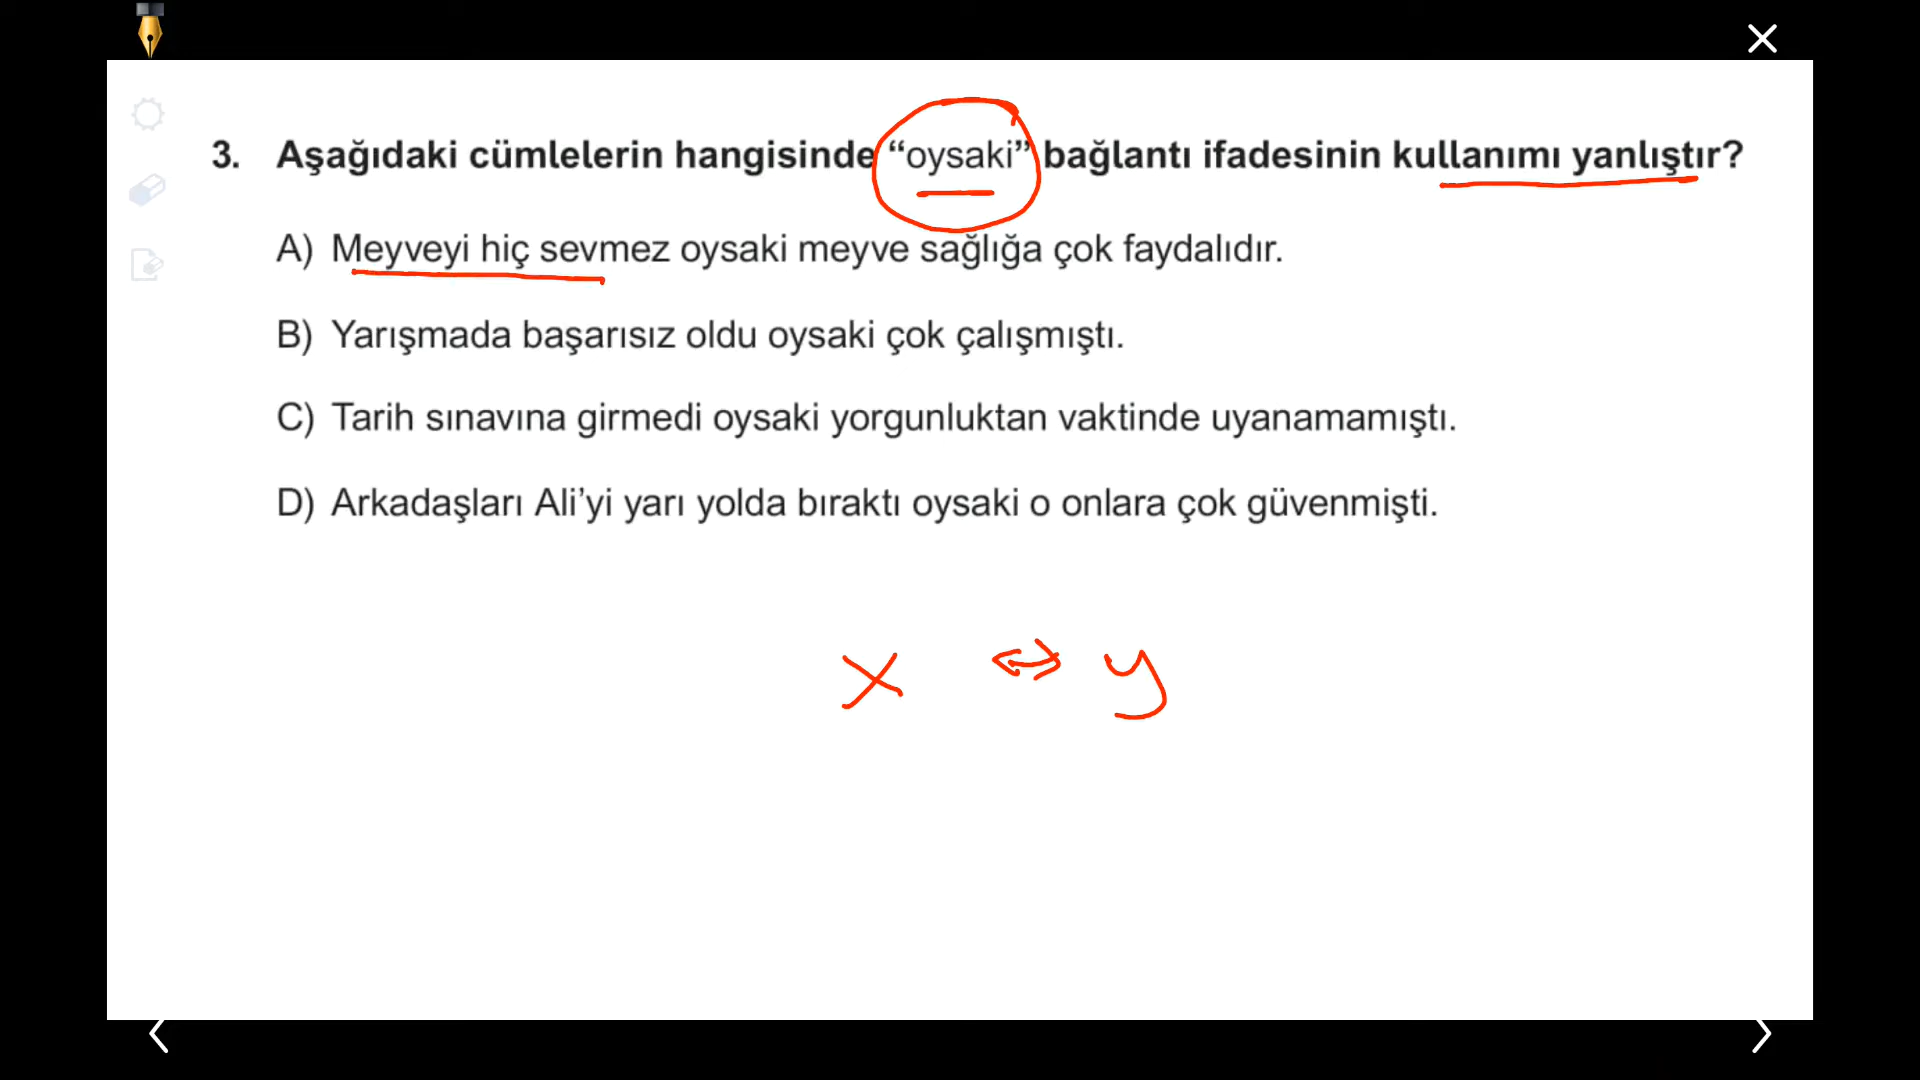 3. Aşağıdaki cümlelerin hangisinde “oysaki” bağlantı ifadesinin kullanımı yanlıştır?
A) Meyveyi hiç sevmez oysaki meyve sağlığa çok faydalıdır.
B) Yarışmada başarısız oldu oysaki çok çalışmıştı.
C) Tarih sınavına girmedi oysaki yorgunluktan vaktinde uyanamamıştı.
D) Arkadaşları Ali’yi yarı yolda bıraktı oysaki o onlara çok güvenmişti.
x ↔ y